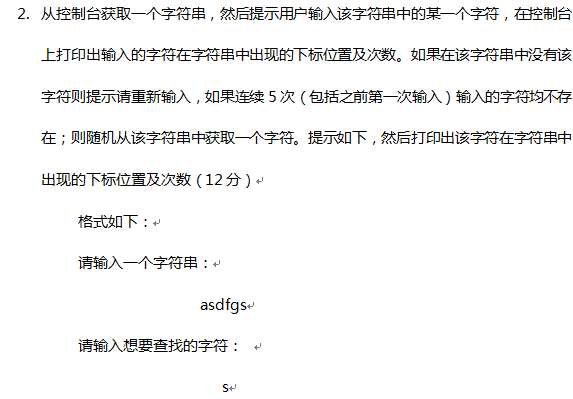 2. 从控制台获取一个字符串，然后提示用户输入该字符串中的某一个字符，在控制台
上打印出输入的字符在字符串中出现的下标位置及次数。如果在该字符串中没有该
字符则提示请重新输入，如果连续 5 次（包括之前第一次输入）输入的字符均不存
在；则随机从该字符串中获取一个字符。提示如下，然后打印出该字符在字符串中
出现的下标位置及次数（12 分）↵
格式如下：↵
请输入一个字符串：↵
asdfgs↵
请输入想要查找的字符： ↵
s↵